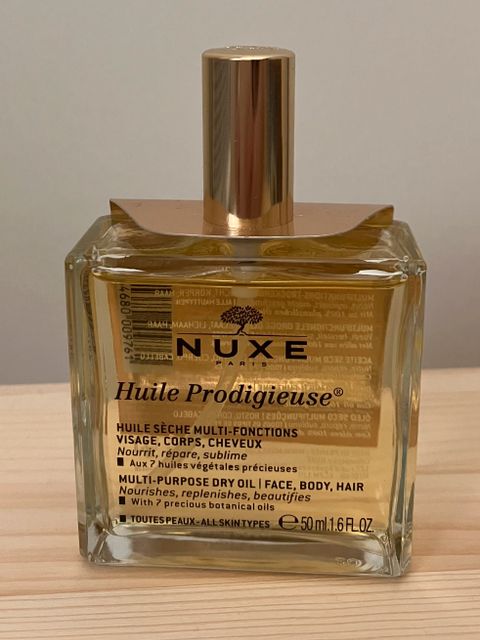 NUXE
PARIS
Huile Prodigieuse®
HUILE SÈCHE MULTI-FONCTIONS
VISAGE, CORPS, CHEVEUX
Nourrit, répare, sublime
■ Aux 7 huiles végétales précieuses
MULTI-PURPOSE DRY OIL | FACE, BODY, HAIR
Nourishes, replenishes, beautifies
■ With 7 precious botanical oils
■ TOUTES PEAUX - ALL SKIN TYPES ℮ 50 ml 1.6 FL.OZ.